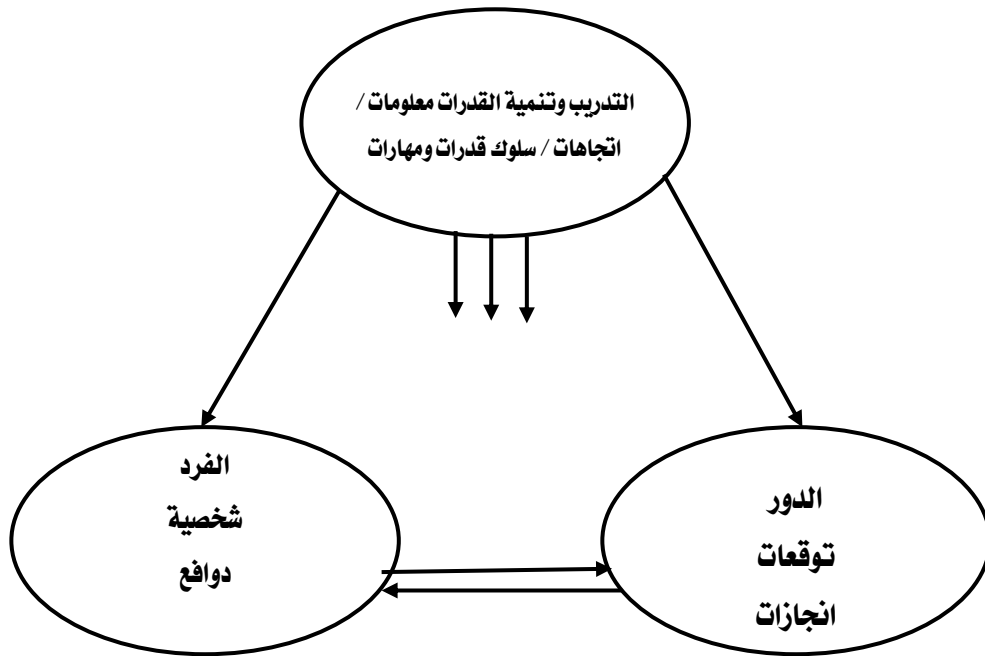 التدريب وتنمية القدرات معلومات /
اتجاهات / سلوك قدرات ومهارات
الفرد
شخصية
دوافع
الدور
توقعات
انجازات